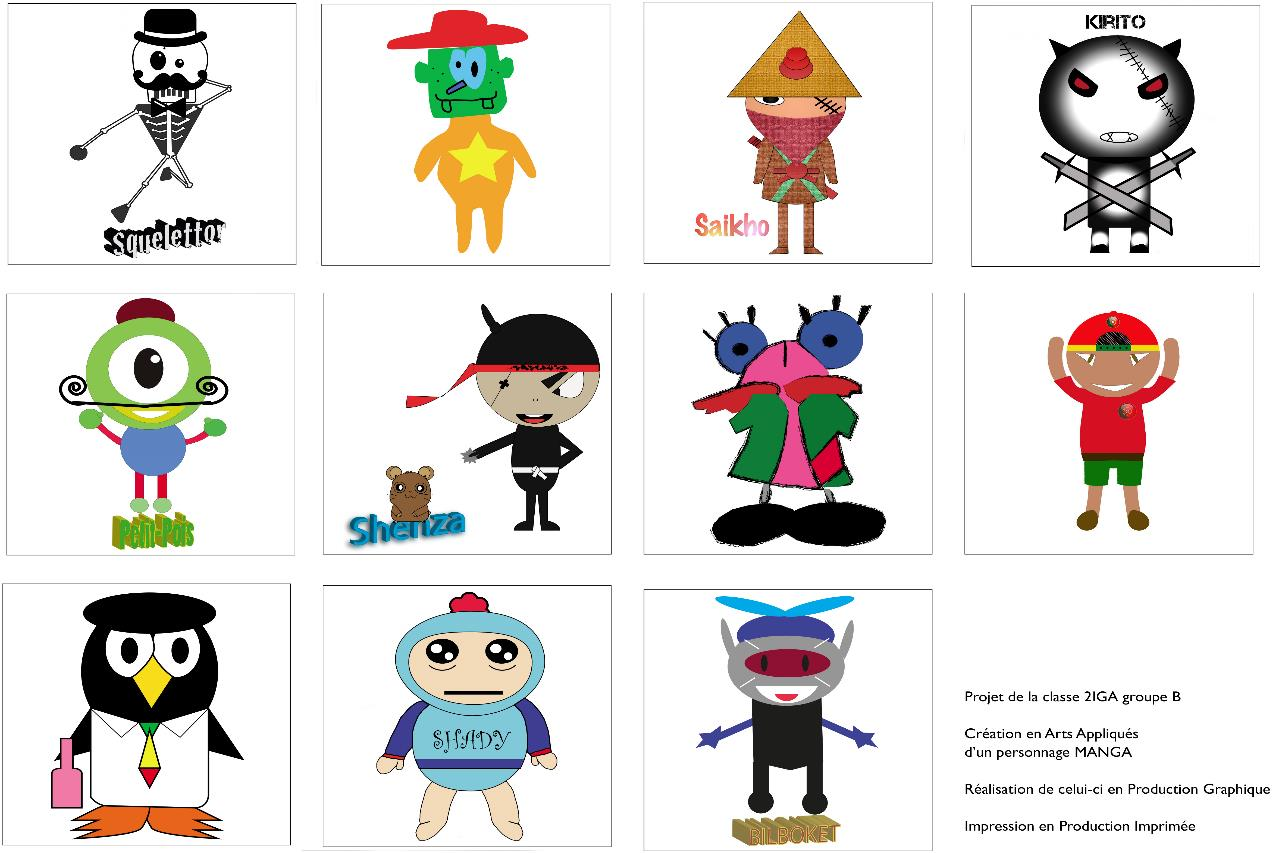 KIRITO
Squelettor
Saikho
Petit-Pois
Shenza
SHADY
BILBOKET
Projet de la classe 2IGA groupe B
Création en Arts Appliqués
d'un personnage MANGA
Réalisation de celui-ci en Production Graphique
Impression en Production Imprimée